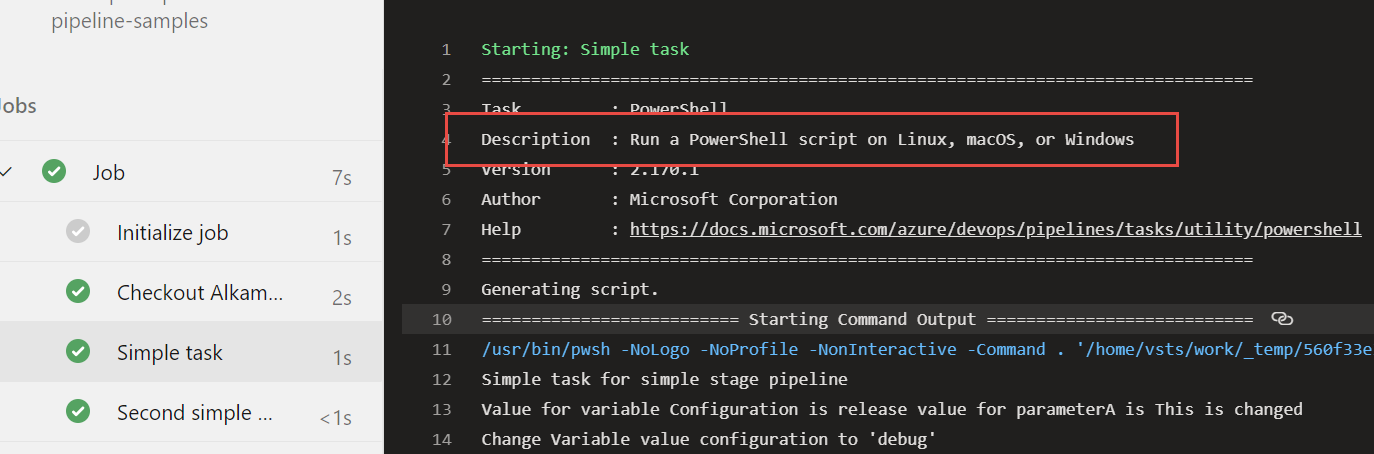 pipeline-samples
Jobs
Job 7s
Initialize job 1s
Checkout Alkam... 2s
Simple task 1s
Second simple ... <1s
1 Starting: Simple task
2 ==============================================================================
3 Task : PowerShell
4 Description : Run a PowerShell script on Linux, macOS, or Windows
5 Version : 2.170.1
6 Author : Microsoft Corporation
7 Help : https://docs.microsoft.com/azure/devops/pipelines/tasks/utility/powershell
8 ==============================================================================
9 Generating script.
10 ========================== Starting Command Output ===========================
11 /usr/bin/pwsh -NoLogo -NoProfile -NonInteractive -Command . '/home/vsts/work/_temp/560f33e
12 Simple task for simple stage pipeline
13 Value for variable Configuration is release value for parameterA is This is changed
14 Change Variable value configuration to 'debug'